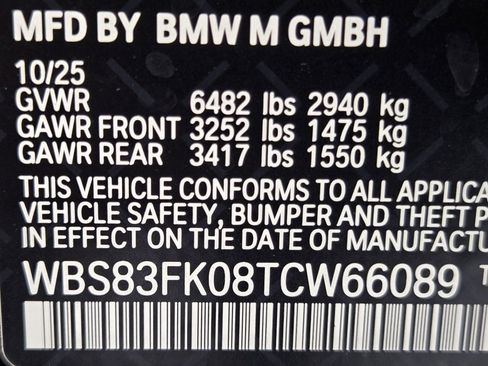 MFD BY BMW M GMBH
10/25
GVWR 6482 lbs 2940 kg
GAWR FRONT 3252 lbs 1475 kg
GAWR REAR 3417 lbs 1550 kg
THIS VEHICLE CONFORMS TO ALL APPLICA
VEHICLE SAFETY, BUMPER AND THEFT P
IN EFFECT ON THE DATE OF MANUFAC
WBS83FK08TCW66089 T